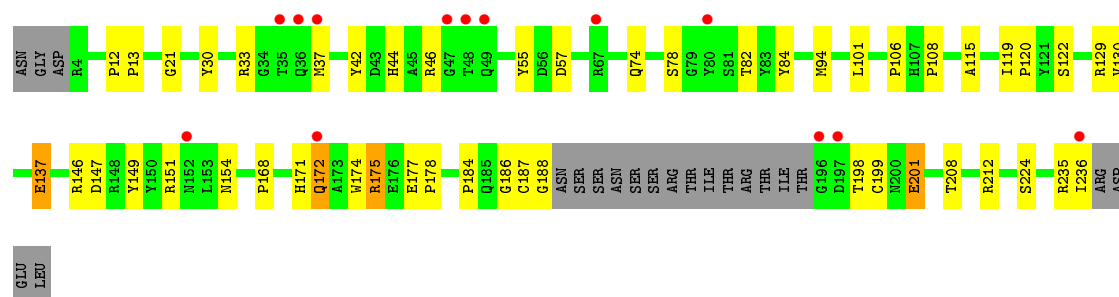 ASN GLY ASP R4 P12 P13 G21 Y30 R33 G34 T35 Q36 M37 Y42 D43 H44 A45 R46 G47 T48 Q49 Y55 D56 D57 R67 Q74 S78 G79 Y80 S81 T82 Y83 Y84 M94 L101 P106 H107 P108 A115 I119 P120 Y121 S122 R129
E137 R146 D147 R148 Y149 Y150 R151 N152 L153 N154 P168 H171 Q172 A173 W174 R175 E176 E177 P178 P184 Q185 G186 C187 G188 ASN SER SER ASN SER SER ARG THR ILE THR ARG THR ILE THR G196 D197 T198 C199 N200 E201 T208 R212 S224 R235 I236 ARG ASP
GLU LEU